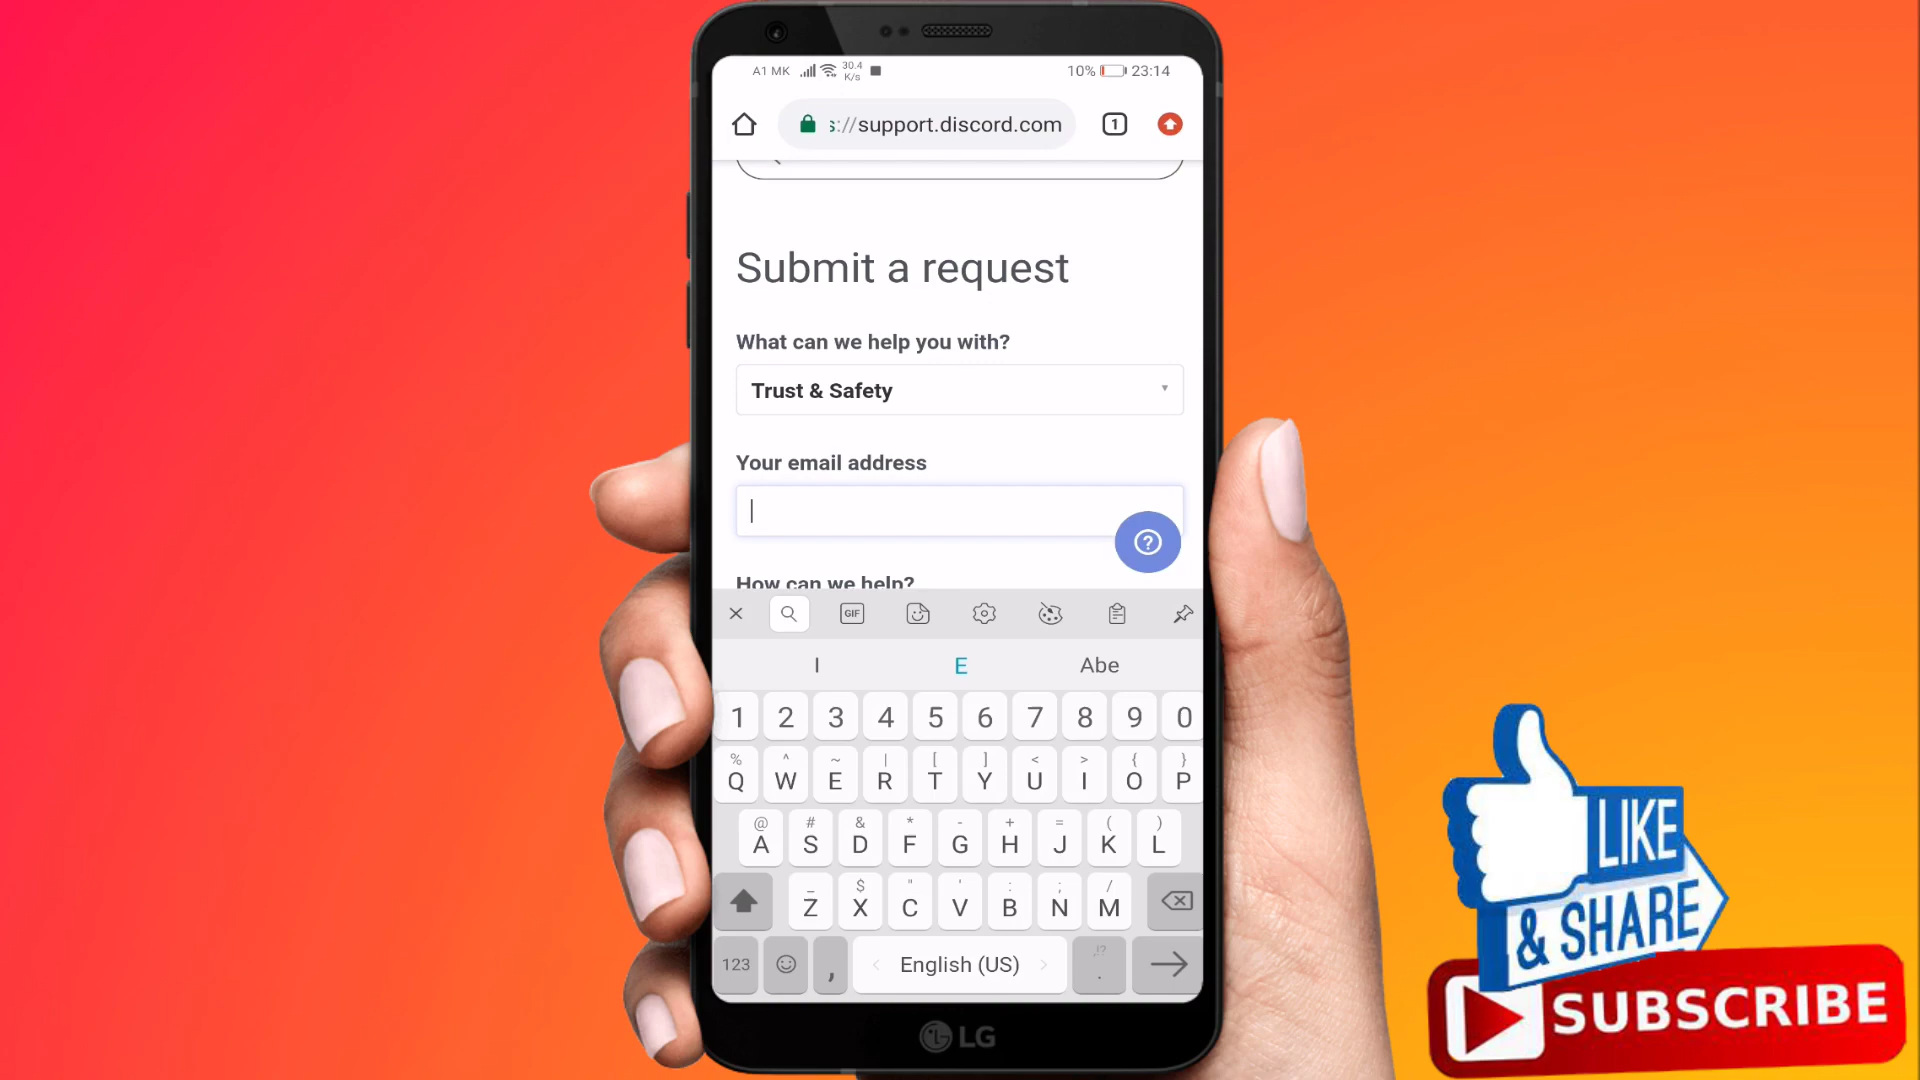 A1 MK 30.4 K/s 10% 23:14
s://support.discord.com 1
Submit a request
What can we help you with?
Trust & Safety
Your email address
How can we help?
GIF
I E Abe
1 2 3 4 5 6 7 8 9 0
% ^ ~ | [ ] < > { }
Q W E R T Y U I O P
@ # & * - + = ( )
A S D F G H J K L
_ $ " ' : ; /
Z X C V B N M
123 , English (US) ,!? .
LG
LIKE
& SHARE
SUBSCRIBE